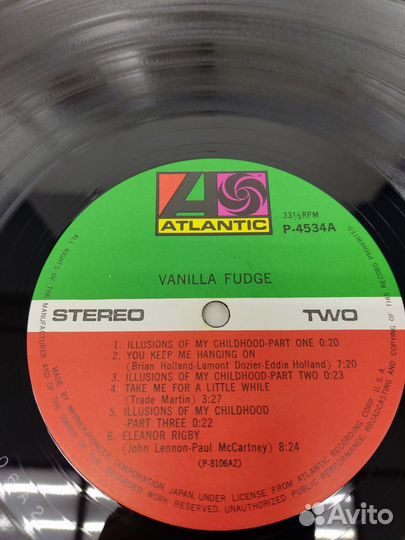 ATLANTIC
33⅓RPM
P-4534A
VANILLA FUDGE
STEREO
TWO
1. ILLUSIONS OF MY CHILDHOOD-PART ONE 0:20
2. YOU KEEP ME HANGING ON
(Brian Holland-Lamont Dozier-Eddie Holland) 7:20
3. ILLUSIONS OF MY CHILDHOOD-PART TWO 0:23
4. TAKE ME FOR A LITTLE WHILE
(Trade Martin) 3:27
5. ILLUSIONS OF MY CHILDHOOD
-PART THREE 0:22
6. ELEANOR RIGBY
(John Lennon-Paul McCartney) 8:24
(P-8106A2)
ALL RIGHTS OF THE MANUFACTURER AND OF THE OWNER OF THE RECORDED WORK RESERVED. UNAUTHORIZED PUBLIC PERFORMANCE, BROADCASTING AND COPYING OF THIS RECORD PROHIBITED.
MADE BY WARNER-PIONEER CORPORATION, JAPAN, UNDER LICENSE FROM ATLANTIC RECORDING CORP. U.S.A.
Avito